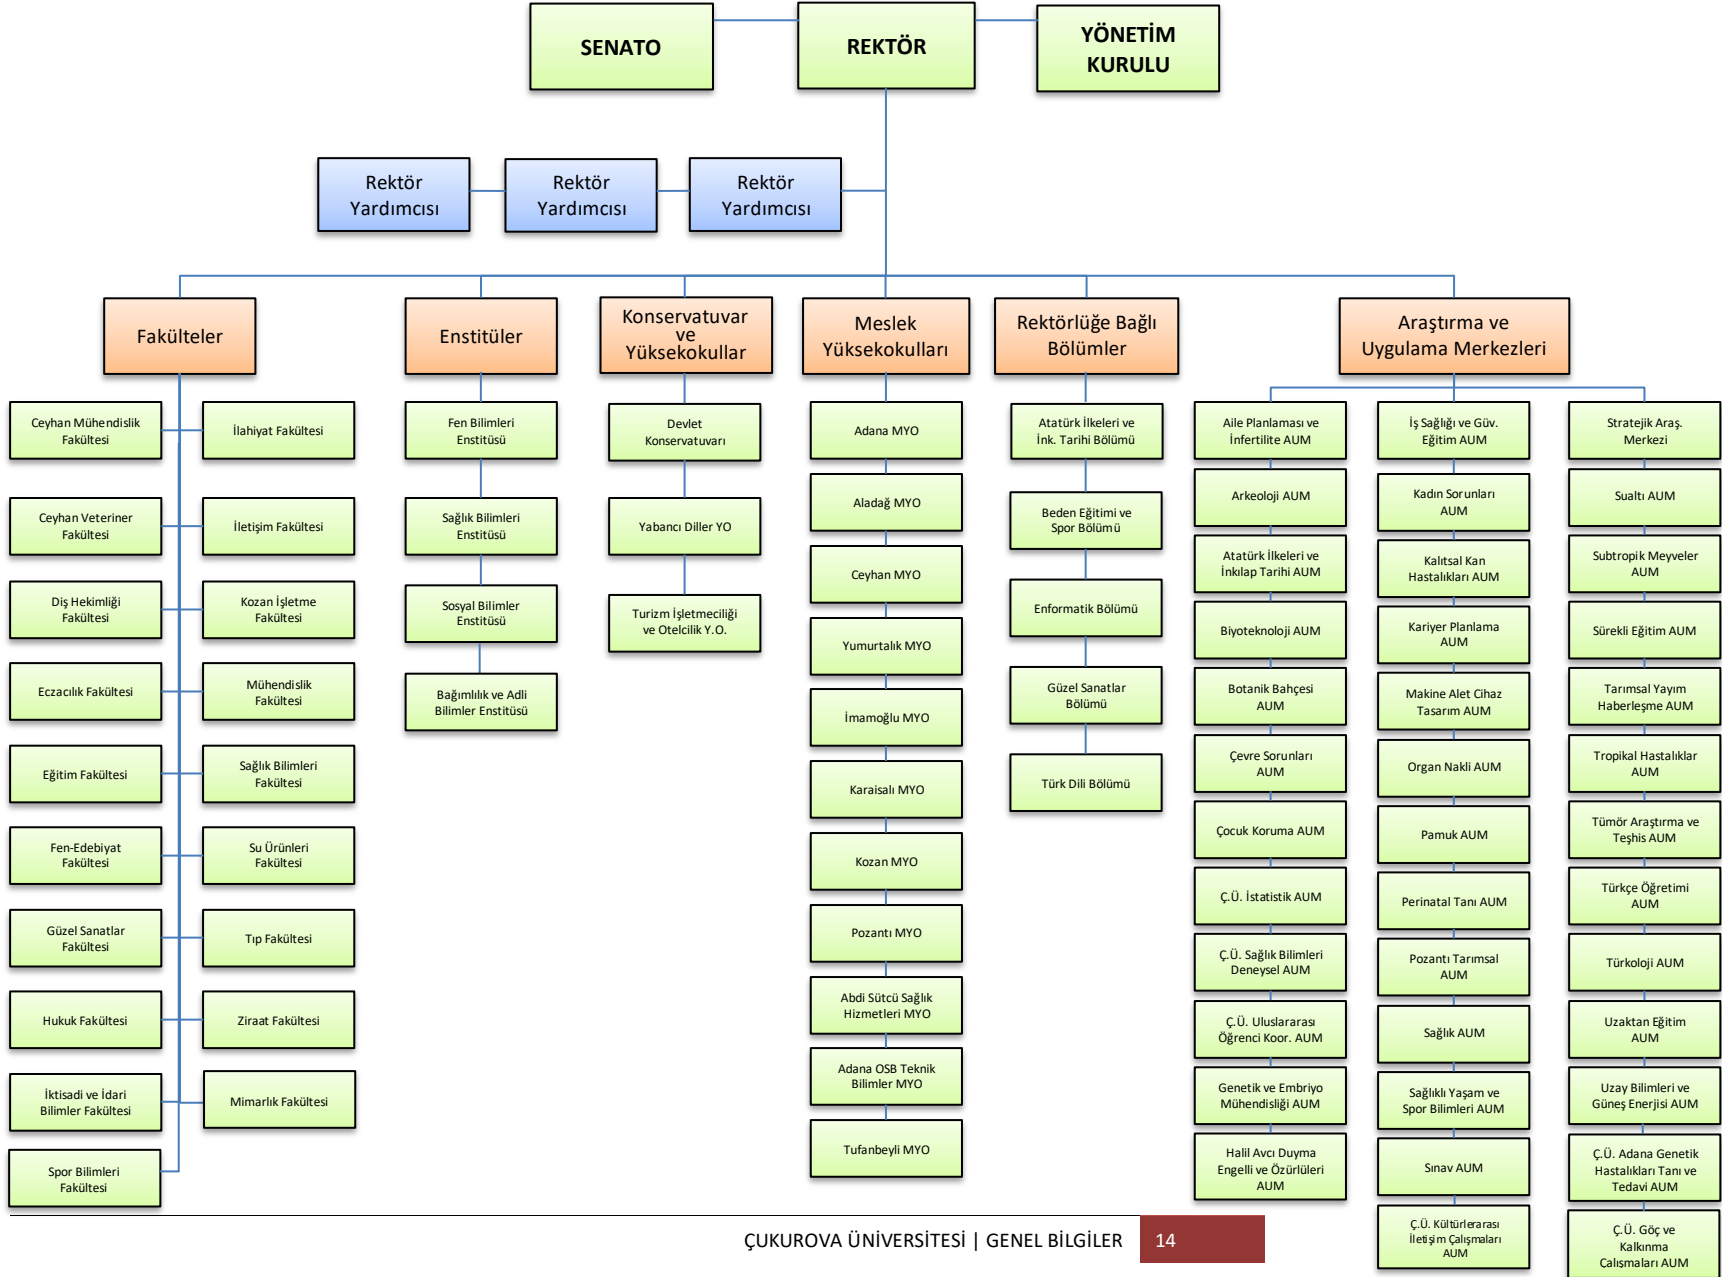 SENATO
REKTÖR
YÖNETİM
KURULU
Rektör
Yardımcısı
Rektör
Yardımcısı
Rektör
Yardımcısı
Fakülteler
Enstitüler
Konservatuvar
ve
Yüksekokullar
Meslek
Yüksekokulları
Rektörlüğe Bağlı
Bölümler
Araştırma ve
Uygulama Merkezleri
Ceyhan Mühendislik
Fakültesi
Ceyhan Veteriner
Fakültesi
Diş Hekimliği
Fakültesi
Eczacılık Fakültesi
Eğitim Fakültesi
Fen-Edebiyat
Fakültesi
Güzel Sanatlar
Fakültesi
Hukuk Fakültesi
İktisadi ve İdari
Bilimler Fakültesi
Spor Bilimleri
Fakültesi
İlahiyat Fakültesi
İletişim Fakültesi
Kozan İşletme
Fakültesi
Mühendislik
Fakültesi
Sağlık Bilimleri
Fakültesi
Su Ürünleri
Fakültesi
Tıp Fakültesi
Ziraat Fakültesi
Mimarlık Fakültesi
Fen Bilimleri
Enstitüsü
Sağlık Bilimleri
Enstitüsü
Sosyal Bilimler
Enstitüsü
Bağımlılık ve Adli
Bilimler Enstitüsü
Devlet
Konservatuvarı
Yabancı Diller YO
Turizm İşletmeciliği
ve Otelcilik Y.O.
Adana MYO
Aladağ MYO
Ceyhan MYO
Yumurtalık MYO
İmamoğlu MYO
Karaisalı MYO
Kozan MYO
Pozantı MYO
Abdi Sütcü Sağlık
Hizmetleri MYO
Adana OSB Teknik
Bilimler MYO
Tufanbeyli MYO
Atatürk İlkeleri ve
İnk. Tarihi Bölümü
Beden Eğitimi ve
Spor Bölümü
Enformatik Bölümü
Güzel Sanatlar
Bölümü
Türk Dili Bölümü
Aile Planlaması ve
İnfertilite AUM
Arkeoloji AUM
Atatürk İlkeleri ve
İnkılap Tarihi AUM
Biyoteknoloji AUM
Botanik Bahçesi
AUM
Çevre Sorunları
AUM
Çocuk Koruma AUM
Ç.Ü. İstatistik AUM
Ç.Ü. Sağlık Bilimleri
Deneysel AUM
Ç.Ü. Uluslararası
Öğrenci Koor. AUM
Genetik ve Embriyo
Mühendisliği AUM
Halil Avcı Duyma
Engelli ve Özürlüleri
AUM
İş Sağlığı ve Güv.
Eğitim AUM
Kadın Sorunları
AUM
Kalıtsal Kan
Hastalıkları AUM
Kariyer Planlama
AUM
Makine Alet Cihaz
Tasarım AUM
Organ Nakli AUM
Pamuk AUM
Perinatal Tanı AUM
Pozantı Tarımsal
AUM
Sağlık AUM
Sağlıklı Yaşam ve
Spor Bilimleri AUM
Sınav AUM
Ç.Ü. Kültürlerarası
İletişim Çalışmaları
AUM
Stratejik Araş.
Merkezi
Sualtı AUM
Subtropik Meyveler
AUM
Sürekli Eğitim AUM
Tarımsal Yayım
Haberleşme AUM
Tropikal Hastalıklar
AUM
Tümör Araştırma ve
Teşhis AUM
Türkçe Öğretimi
AUM
Türkoloji AUM
Uzaktan Eğitim
AUM
Uzay Bilimleri ve
Güneş Enerjisi AUM
Ç.Ü. Adana Genetik
Hastalıkları Tanı ve
Tedavi AUM
Ç.Ü. Göç ve
Kalkınma
Çalışmaları AUM
ÇUKUROVA ÜNİVERSİTESİ | GENEL BİLGİLER 14